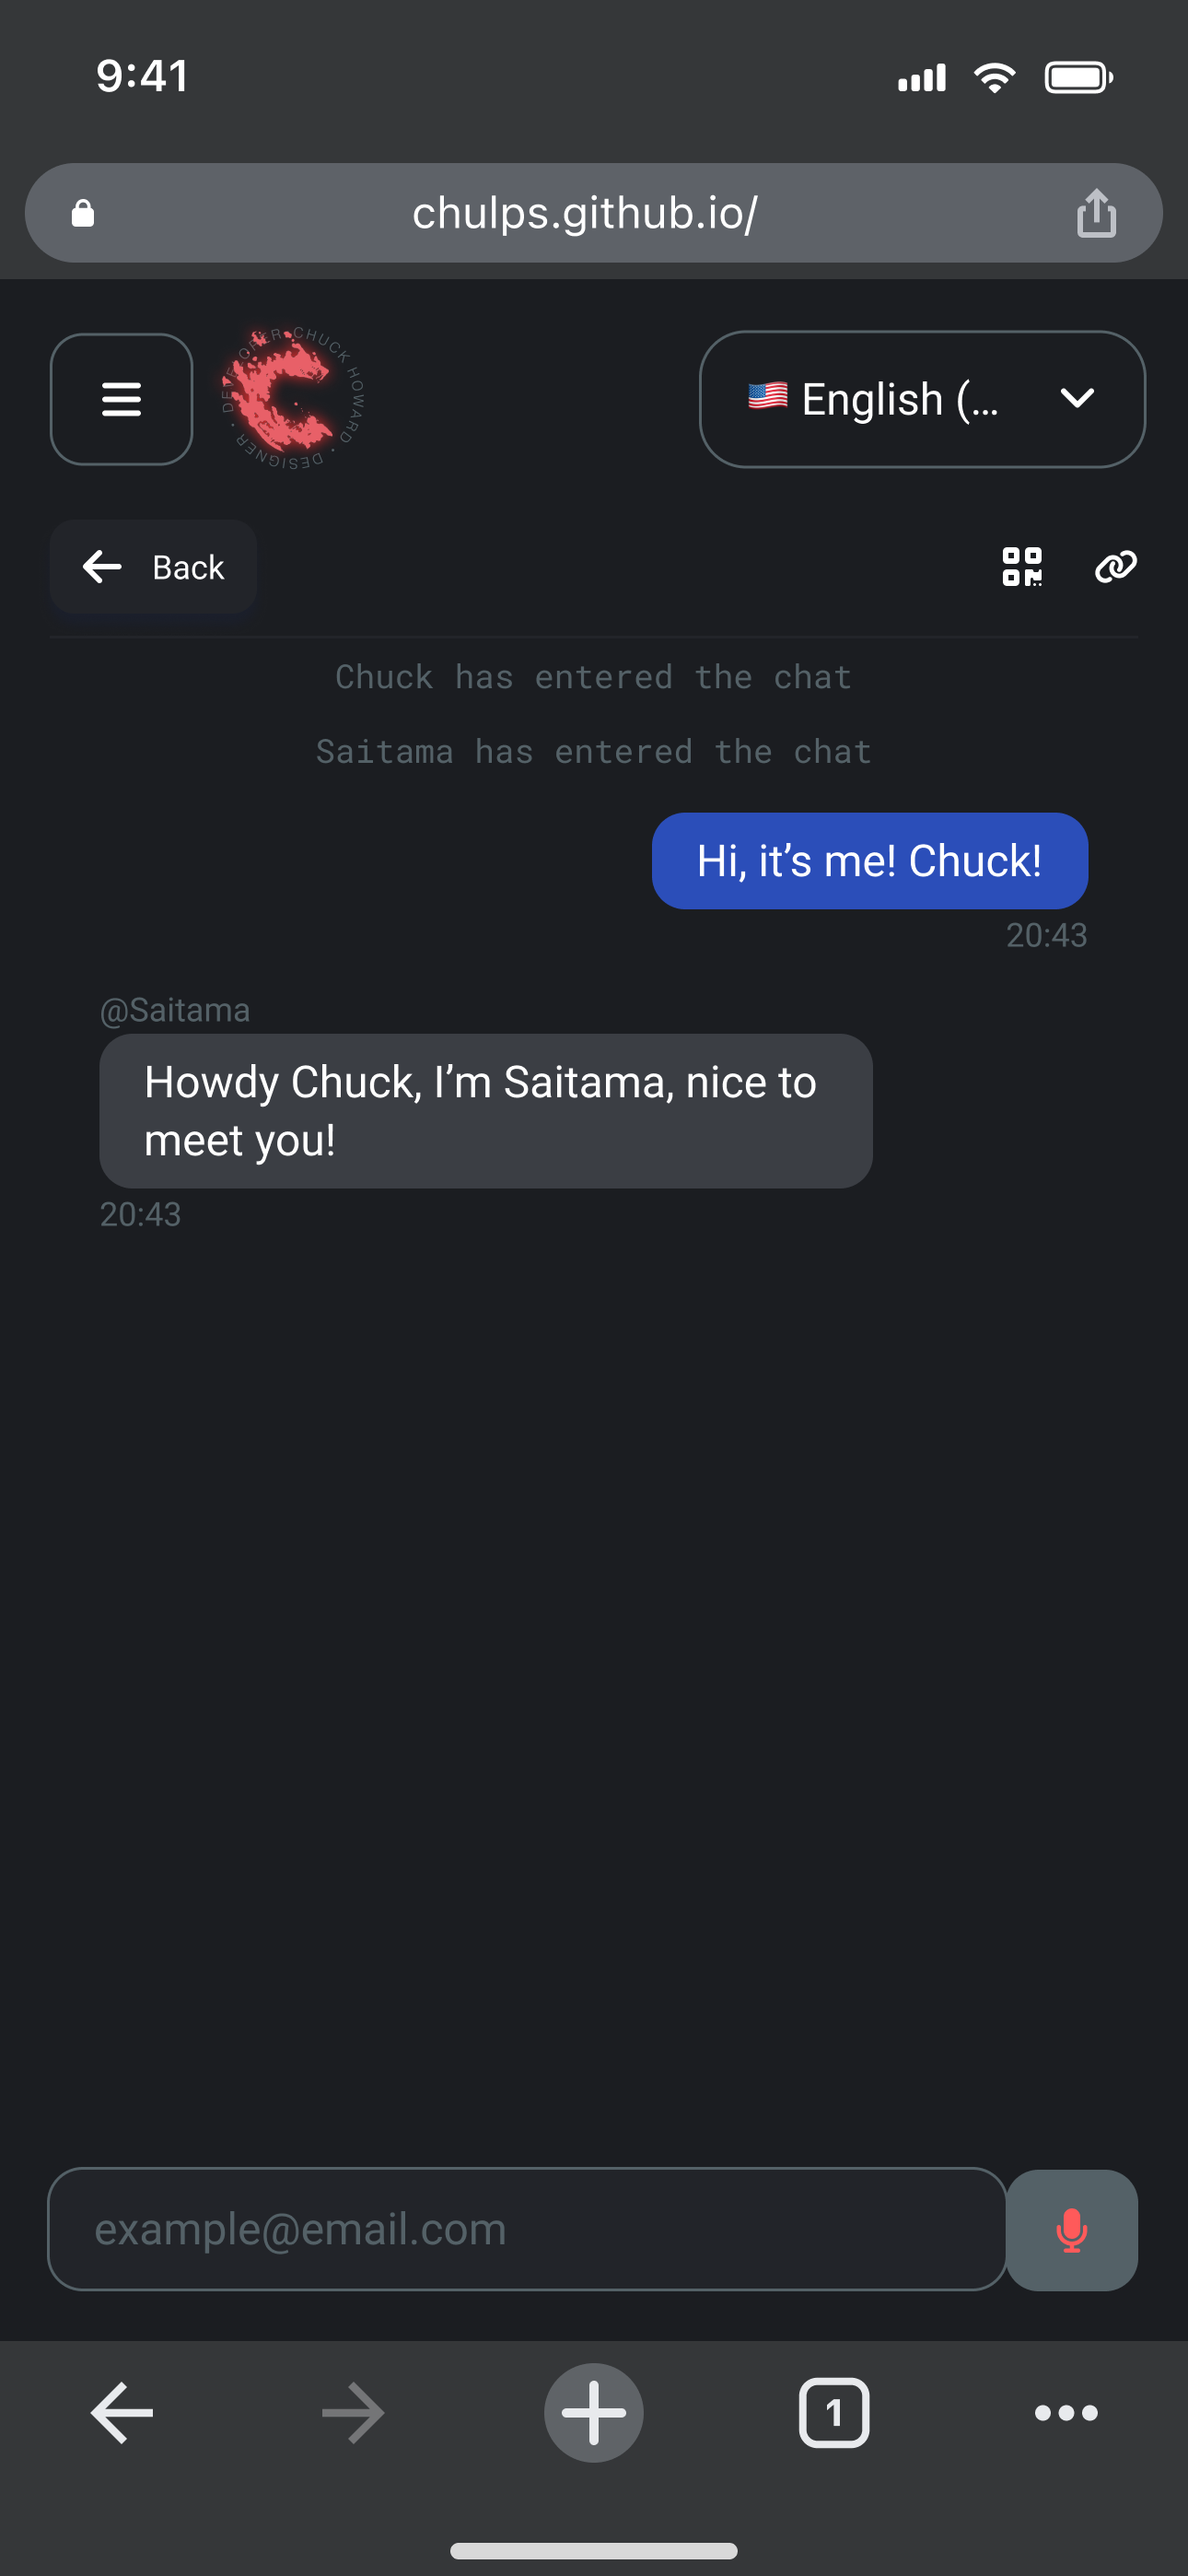 9:41
chulps.github.io/
CHUCK HOWARD • DESIGNER • DEVELOPER
🇺🇸 English (...
Back
Chuck has entered the chat
Saitama has entered the chat
Hi, it’s me! Chuck!
20:43
@Saitama
Howdy Chuck, I’m Saitama, nice to
meet you!
20:43
example@email.com
1